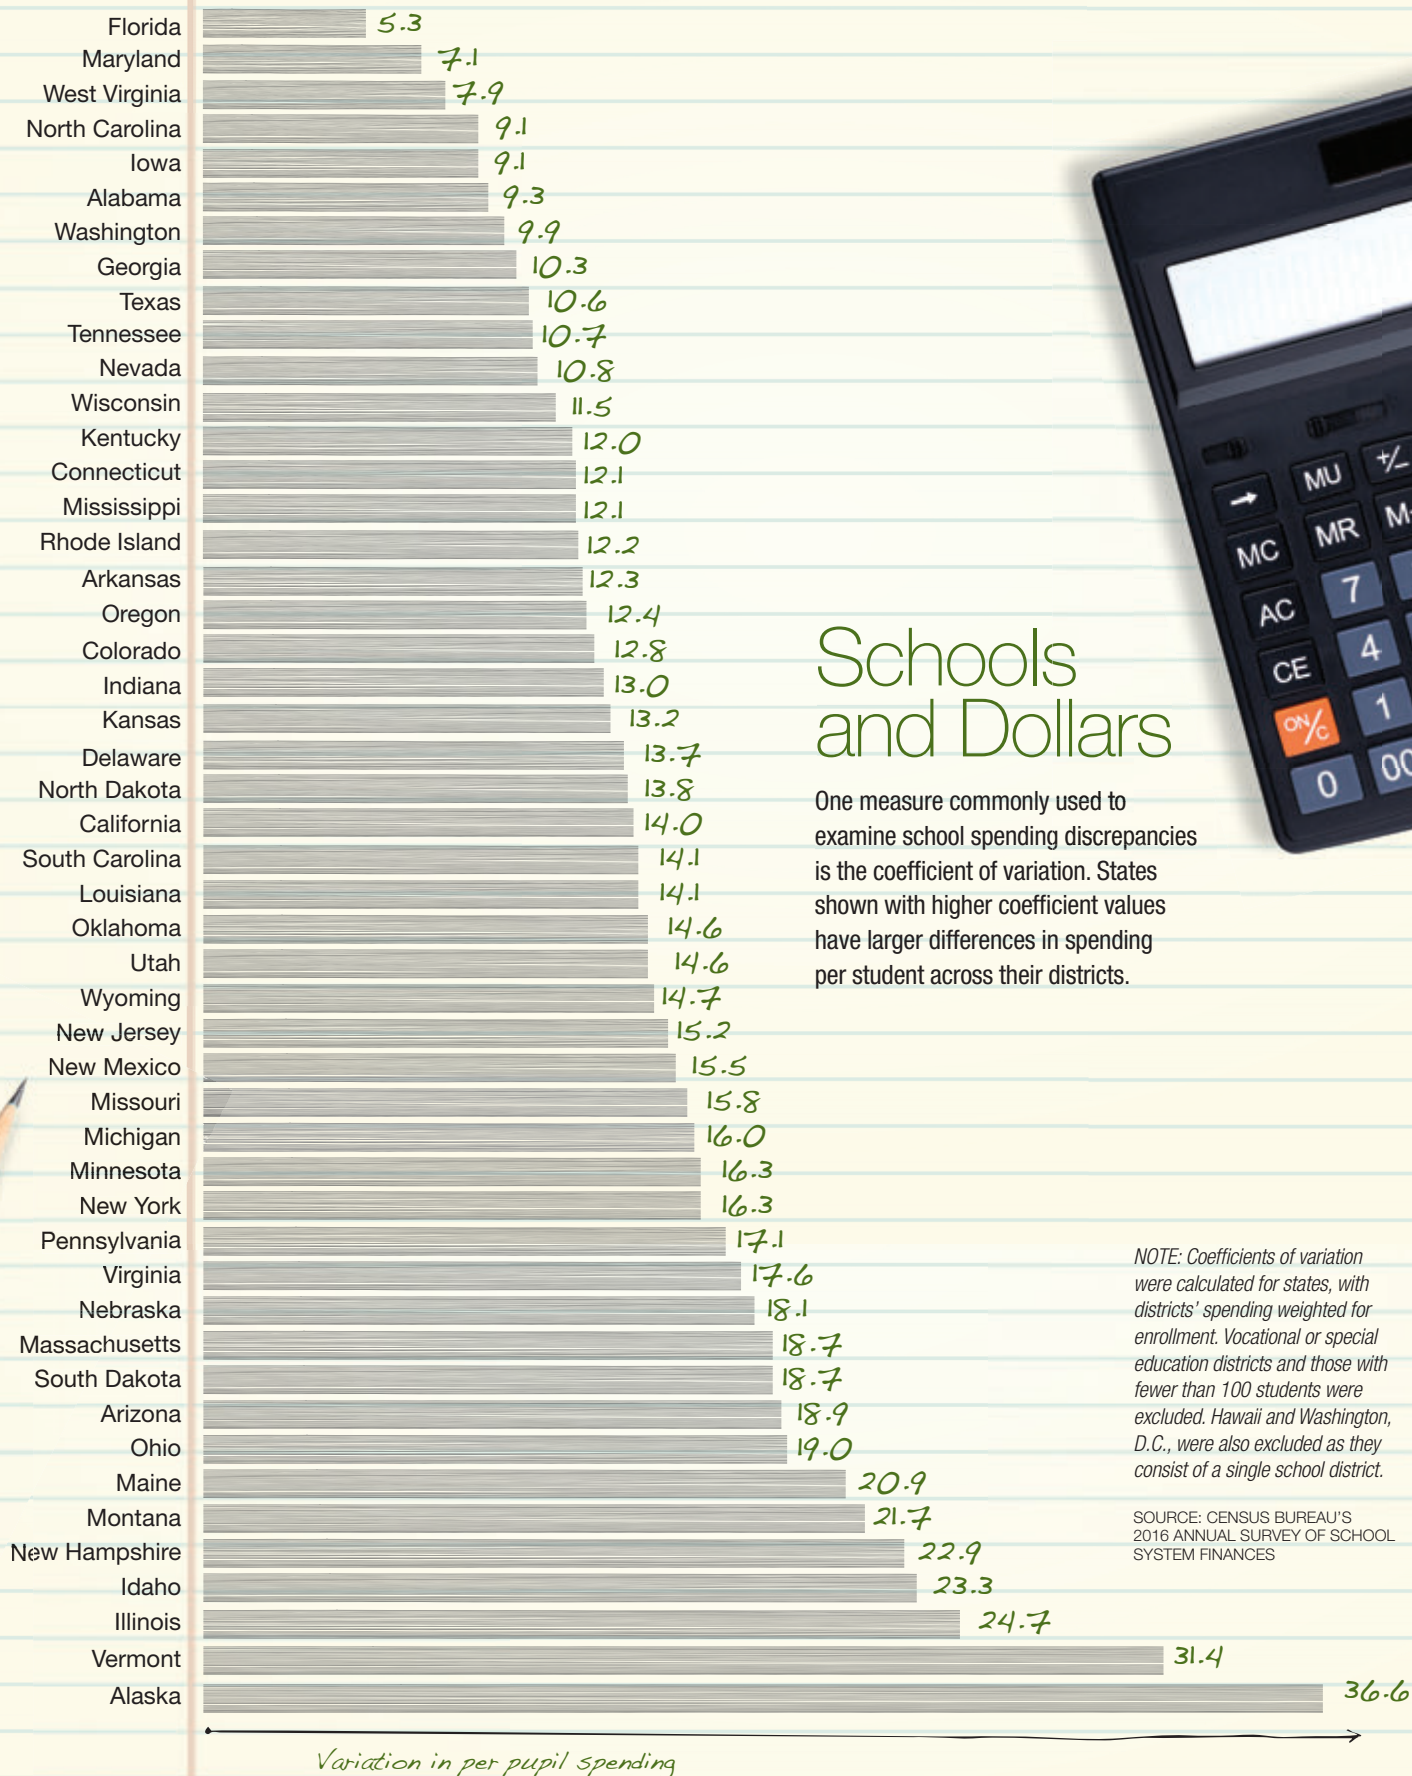 Florida 5.3
Maryland 7.1
West Virginia 7.9
North Carolina 9.1
Iowa 9.1
Alabama 9.3
Washington 9.9
Georgia 10.3
Texas 10.6
Tennessee 10.7
Nevada 10.8
Wisconsin 11.5
Kentucky 12.0
Connecticut 12.1
Mississippi 12.1
Rhode Island 12.2
Arkansas 12.3
Oregon 12.4
Colorado 12.8
Indiana 13.0
Kansas 13.2
Delaware 13.7
North Dakota 13.8
California 14.0
South Carolina 14.1
Louisiana 14.1
Oklahoma 14.6
Utah 14.6
Wyoming 14.7
New Jersey 15.2
New Mexico 15.5
Missouri 15.8
Michigan 16.0
Minnesota 16.3
New York 16.3
Pennsylvania 17.1
Virginia 17.6
Nebraska 18.1
Massachusetts 18.7
South Dakota 18.7
Arizona 18.9
Ohio 19.0
Maine 20.9
Montana 21.7
New Hampshire 22.9
Idaho 23.3
Illinois 24.7
Vermont 31.4
Alaska 36.6
Variation in per pupil spending
Schools
and Dollars
One measure commonly used to
examine school spending discrepancies
is the coefficient of variation. States
shown with higher coefficient values
have larger differences in spending
per student across their districts.
NOTE: Coefficients of variation
were calculated for states, with
districts' spending weighted for
enrollment. Vocational or special
education districts and those with
fewer than 100 students were
excluded. Hawaii and Washington,
D.C., were also excluded as they
consist of a single school district.
SOURCE: CENSUS BUREAU'S
2016 ANNUAL SURVEY OF SCHOOL
SYSTEM FINANCES
→ MU +/–
MC MR
AC 7
CE 4
ON/C 1
0 00